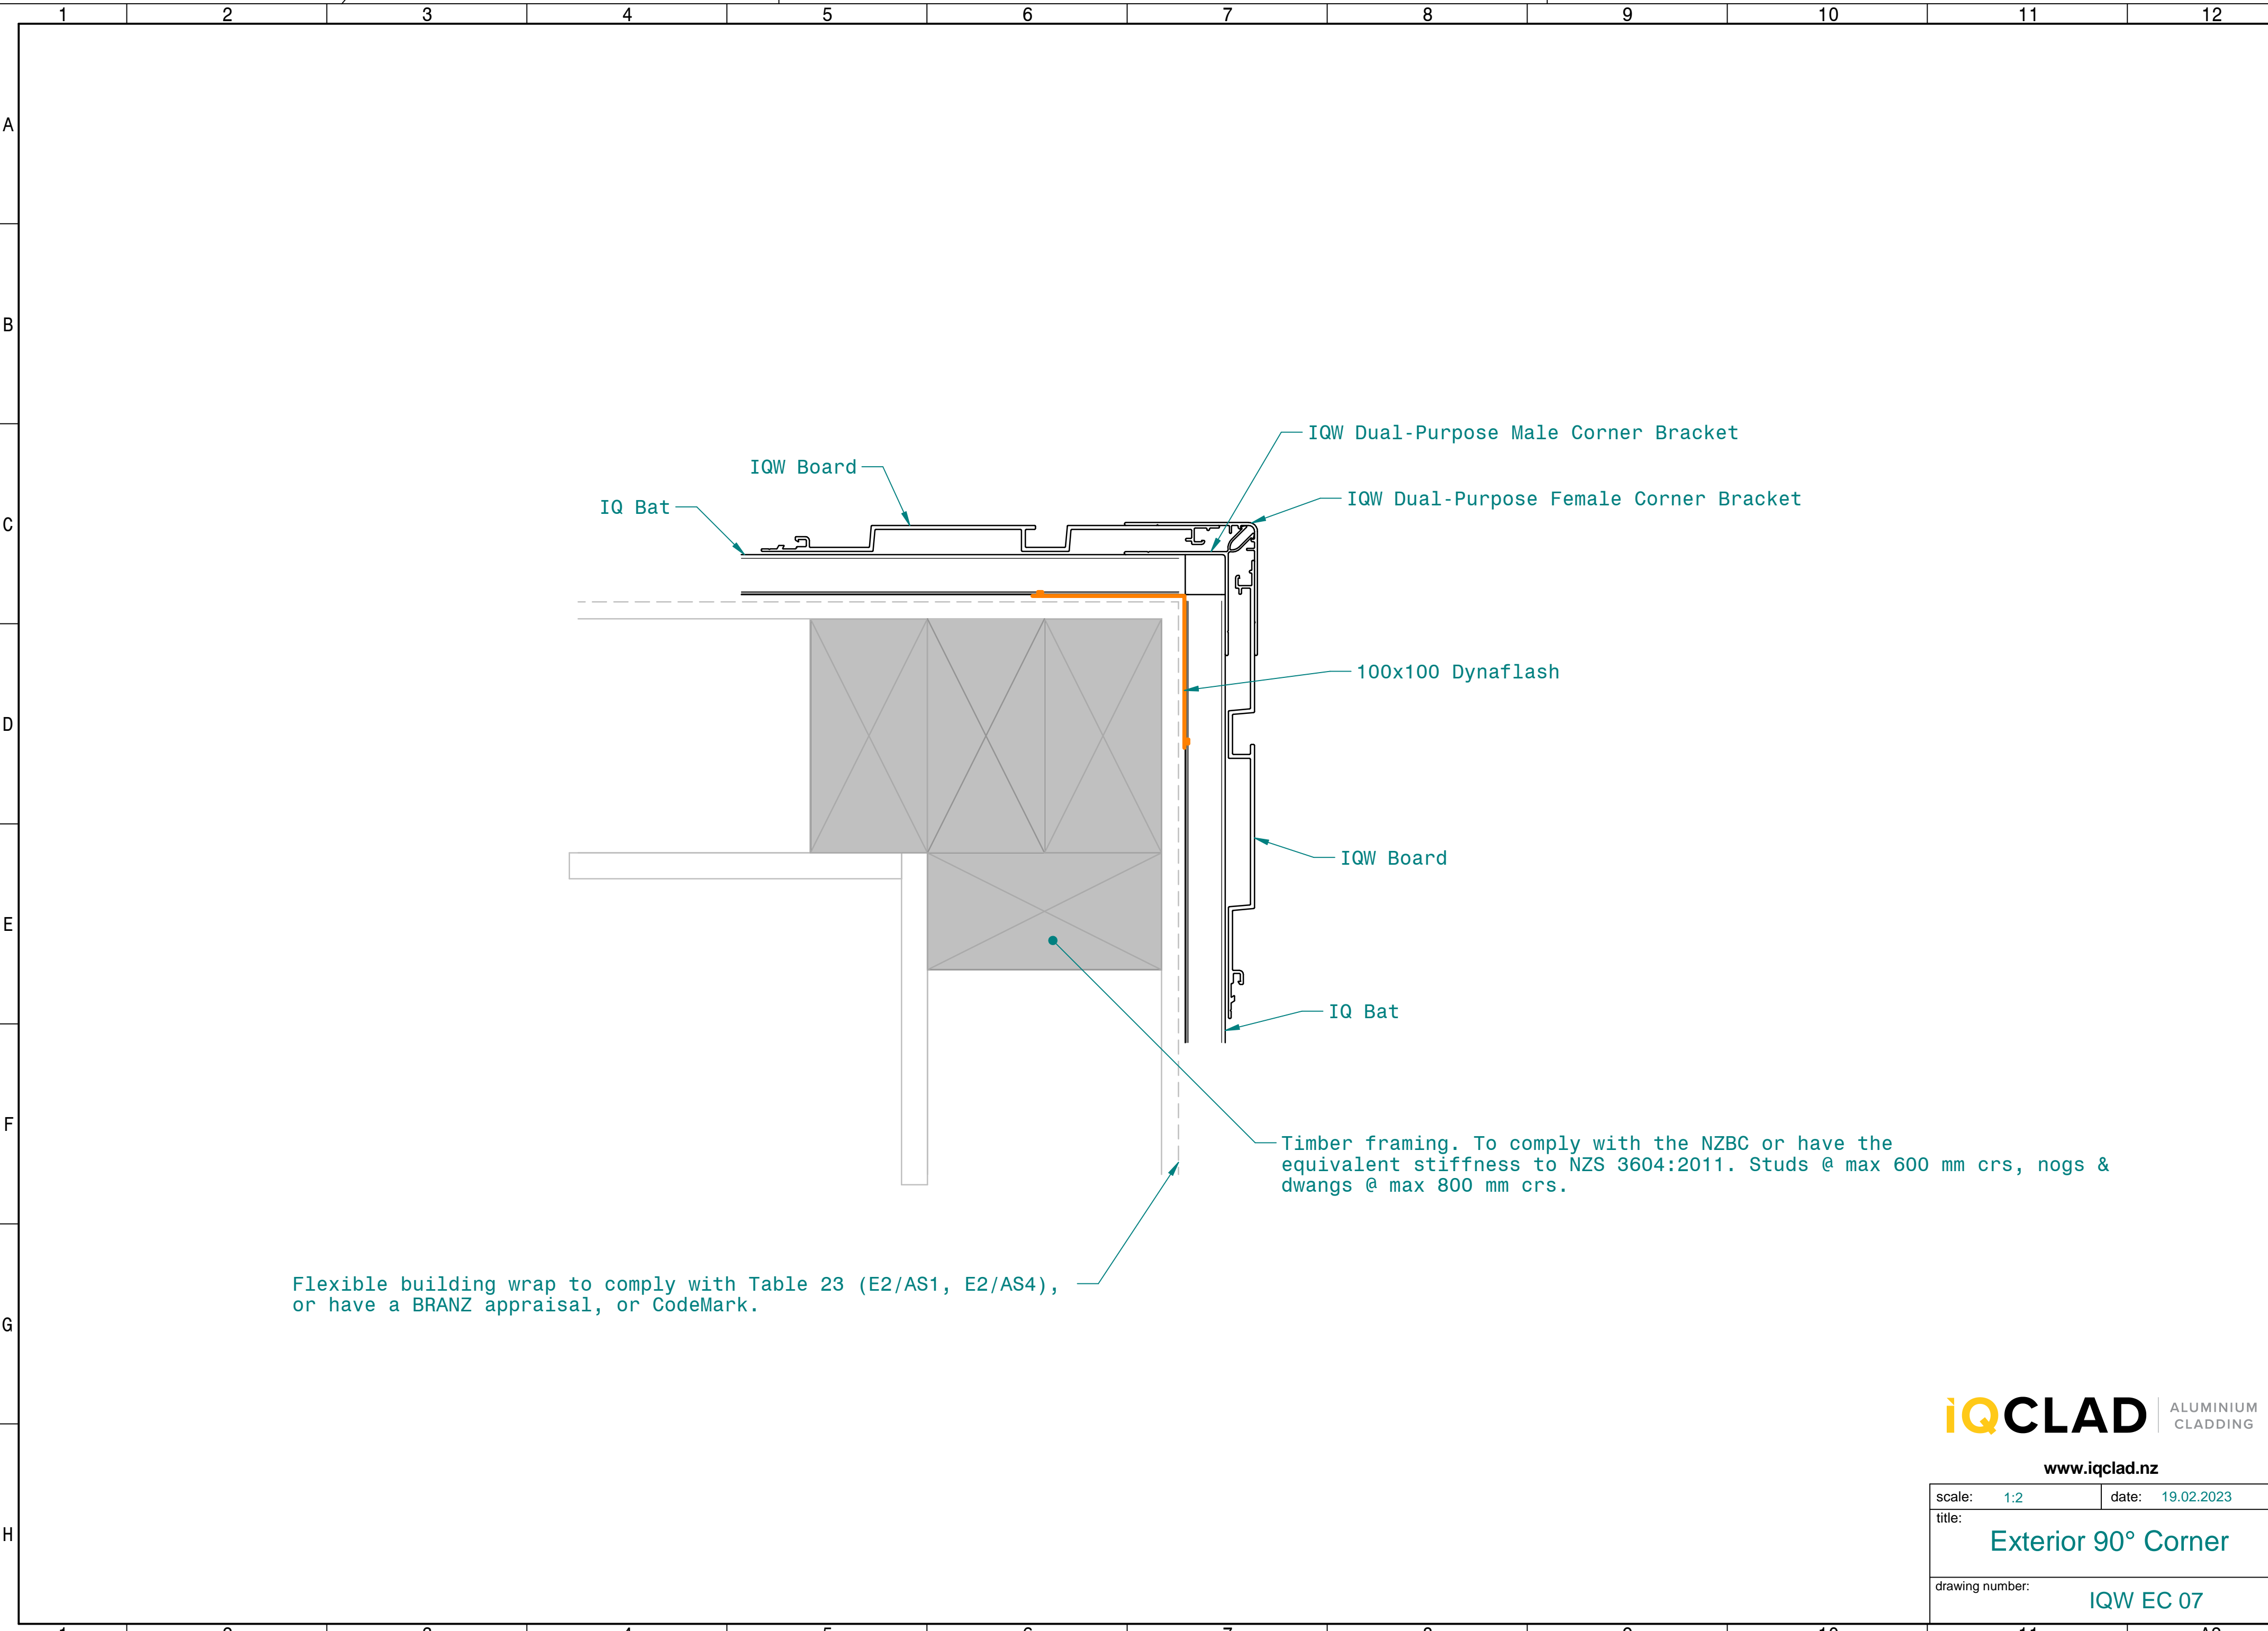 1 2 3 4 5 6 7 8 9 10 11 12
A
B
C
D
E
F
G
H
IQW Dual-Purpose Male Corner Bracket
IQW Board
IQW Dual-Purpose Female Corner Bracket
IQ Bat
100x100 Dynaflash
IQW Board
IQ Bat
Timber framing. To comply with the NZBC or have the
equivalent stiffness to NZS 3604:2011. Studs @ max 600 mm crs, nogs &
dwangs @ max 800 mm crs.
Flexible building wrap to comply with Table 23 (E2/AS1, E2/AS4),
or have a BRANZ appraisal, or CodeMark.
iQCLAD
ALUMINIUM
CLADDING
www.iqclad.nz
scale: 1:2 date: 19.02.2023
title:
Exterior 90° Corner
drawing number:
IQW EC 07